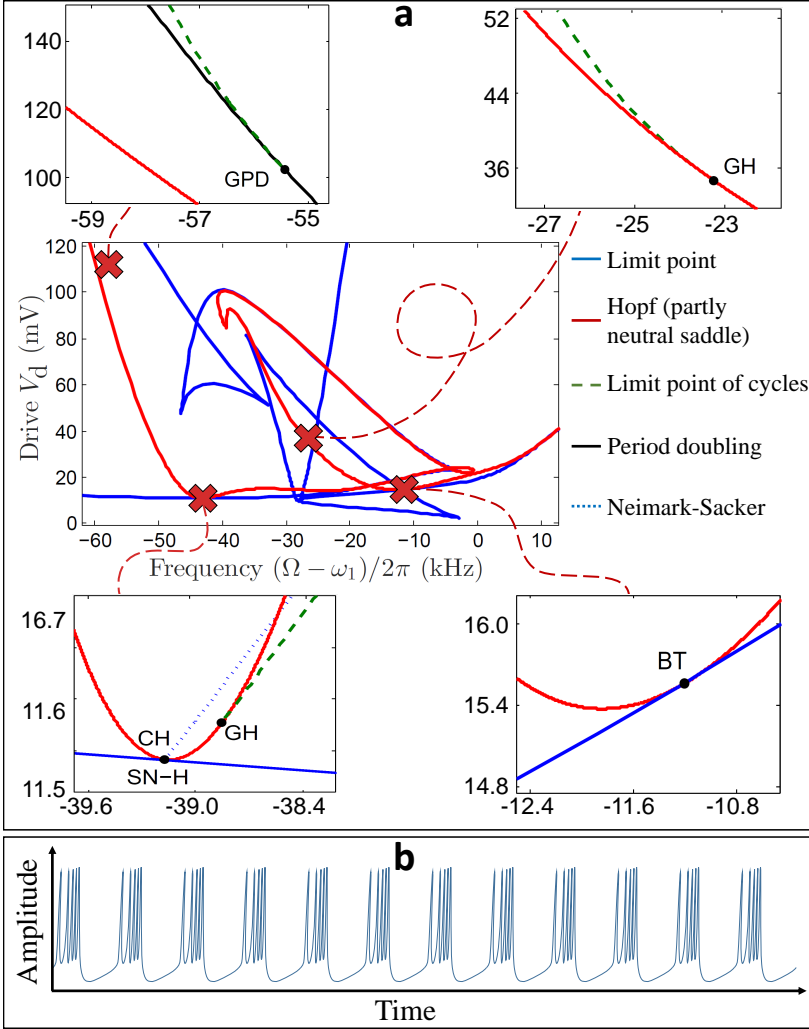 a
150
140
120
100
-59
-57
-55
GPD
52
44
36
-27
-25
-23
GH
120
100
80
60
40
20
0
-60
-50
-40
-30
-20
-10
0
10
Drive V_d (mV)
Frequency (Ω − ω₁)/2π (kHz)
Limit point
Hopf (partly
neutral saddle)
Limit point of cycles
Period doubling
Neimark-Sacker
16.7
11.6
11.5
-39.6
-39.0
-38.4
CH
SN−H
GH
16.0
15.4
14.8
-12.4
-11.6
-10.8
BT
b
Amplitude
Time